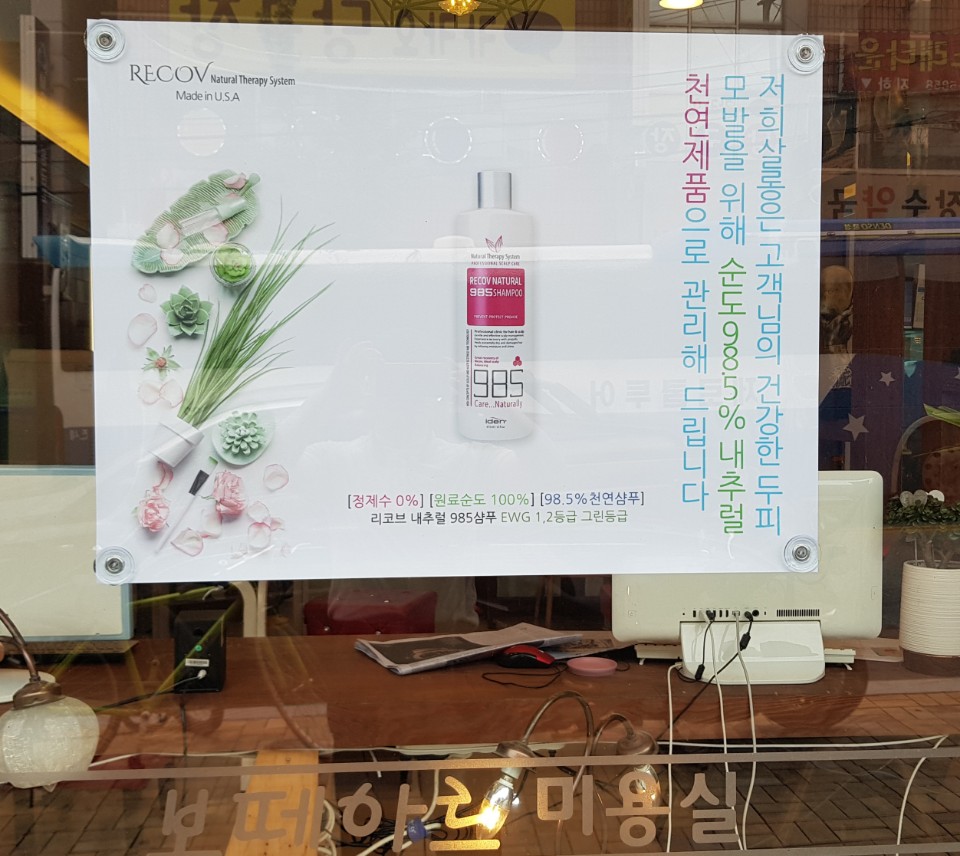 RECOV Natural Therapy System
Made in U.S.A
저희살롱은 고객님의 건강한 두피
모발을 위해 순도98.5% 내추럴
천연제품으로 관리해 드립니다
Natural Therapy System
RECOV NATURAL
985 SHAMPOO
985
Care...Naturally
[정제수 0%] [원료순도 100%] [98.5%천연샴푸]
리코브 내추럴 985샴푸 EWG 1,2등급 그린등급
보떼아르 미용실